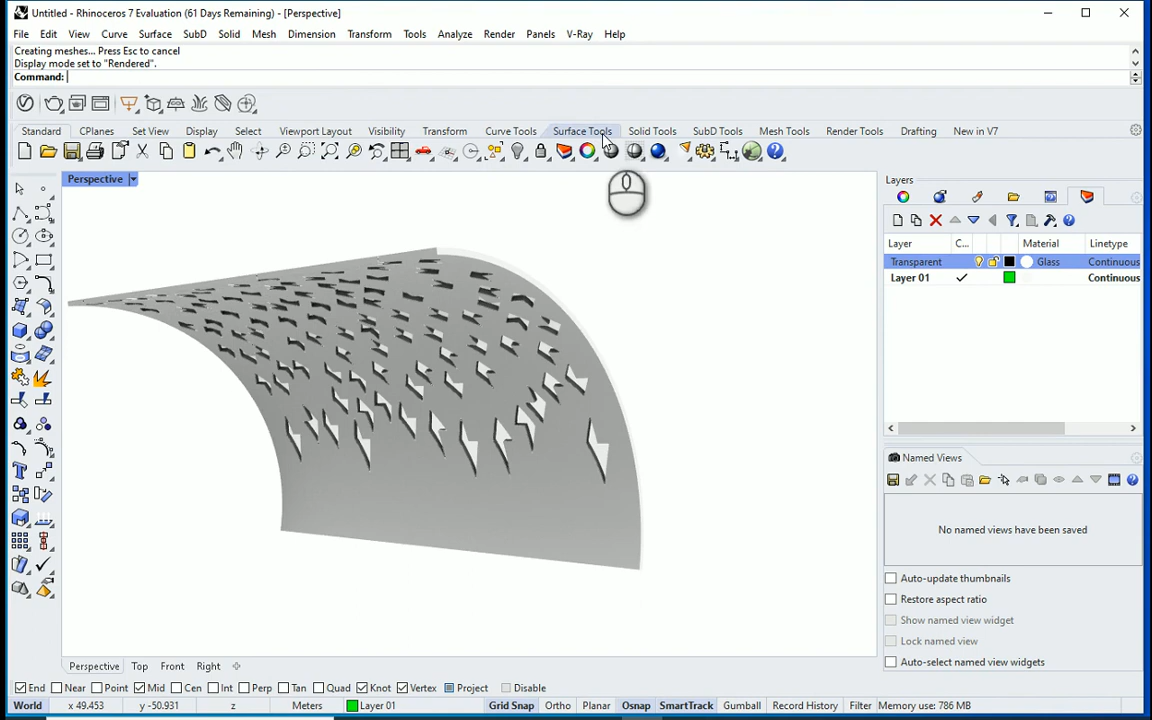 Untitled - Rhinoceros 7 Evaluation (61 Days Remaining) - [Perspective]
File Edit View Curve Surface SubD Solid Mesh Dimension Transform Tools Analyze Render Panels V-Ray Help
Creating meshes... Press Esc to cancel
Display mode set to "Rendered".
Command:
Standard CPlanes Set View Display Select Viewport Layout Visibility Transform Curve Tools Surface Tools Solid Tools SubD Tools Mesh Tools Render Tools Drafting New in V7
Perspective
Layers
Layer C... Material Linetype
Transparent Glass Continuous
Layer 01 Continuous
Named Views
No named views have been saved
Auto-update thumbnails
Restore aspect ratio
Show named view widget
Lock named view
Auto-select named view widgets
Perspective Top Front Right
End Near Point Mid Cen Int Perp Tan Quad Knot Vertex Project Disable
World x 49.453 y -50.931 z Meters Layer 01 Grid Snap Ortho Planar Osnap SmartTrack Gumball Record History Filter Memory use: 786 MB